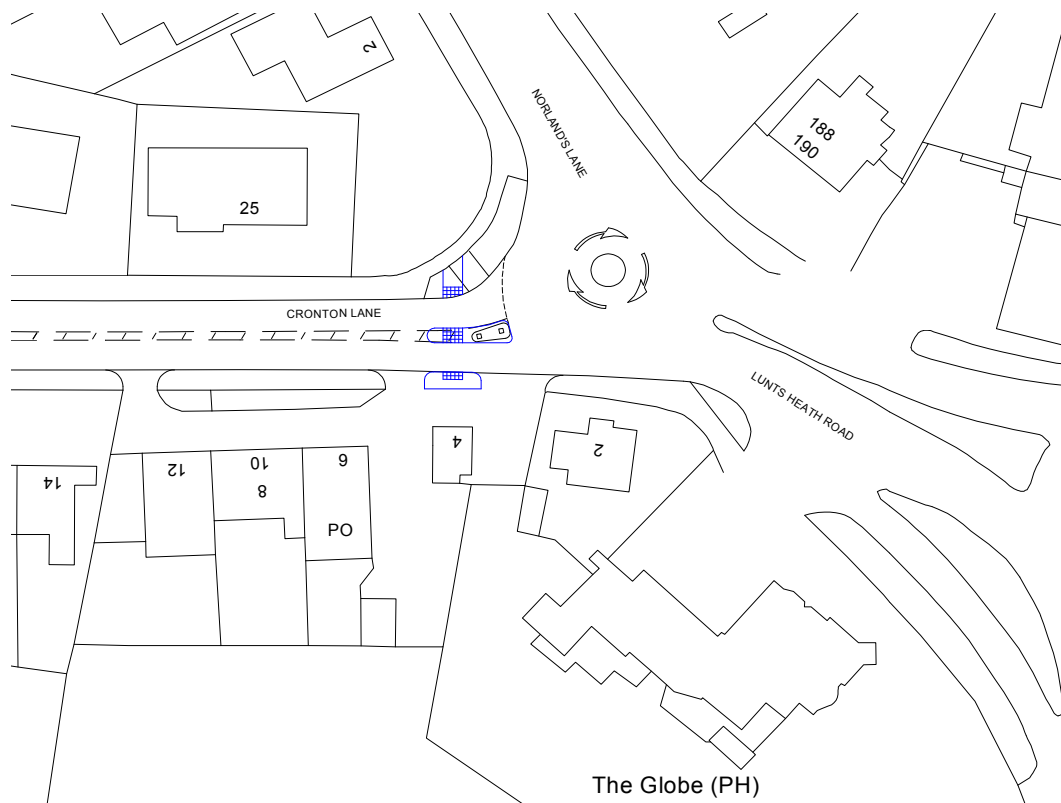 2
NORLAND'S LANE
188
190
25
CRONTON LANE
LUNTS HEATH ROAD
14
12
10
8
6
PO
4
2
The Globe (PH)